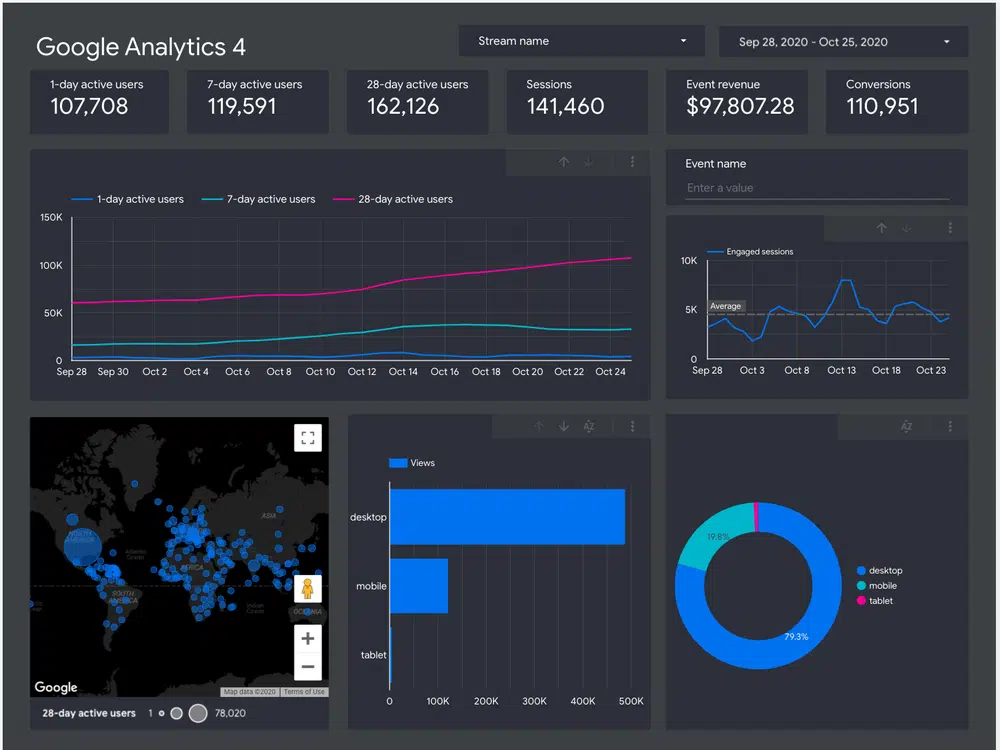 Google Analytics 4
Stream name
Sep 28, 2020 - Oct 25, 2020
1-day active users
107,708
7-day active users
119,591
28-day active users
162,126
Sessions
141,460
Event revenue
$97,807.28
Conversions
110,951
1-day active users 7-day active users 28-day active users
150K
100K
50K
0
Sep 28 Sep 30 Oct 2 Oct 4 Oct 6 Oct 8 Oct 10 Oct 12 Oct 14 Oct 16 Oct 18 Oct 20 Oct 22 Oct 24
Event name
Enter a value
Engaged sessions
10K
Average
5K
0
Sep 28 Oct 3 Oct 8 Oct 13 Oct 18 Oct 23
NORTH
AMERICA
ASIA
Atlantic
Ocean
AFRICA
SOUTH
AMERICA
Indian
Ocean
OCEANIA
Google
Map data ©2020 Terms of Use
28-day active users 1 78,020
AZ
Views
desktop
mobile
tablet
0 100K 200K 300K 400K 500K
AZ
19.8%
79.3%
desktop
mobile
tablet